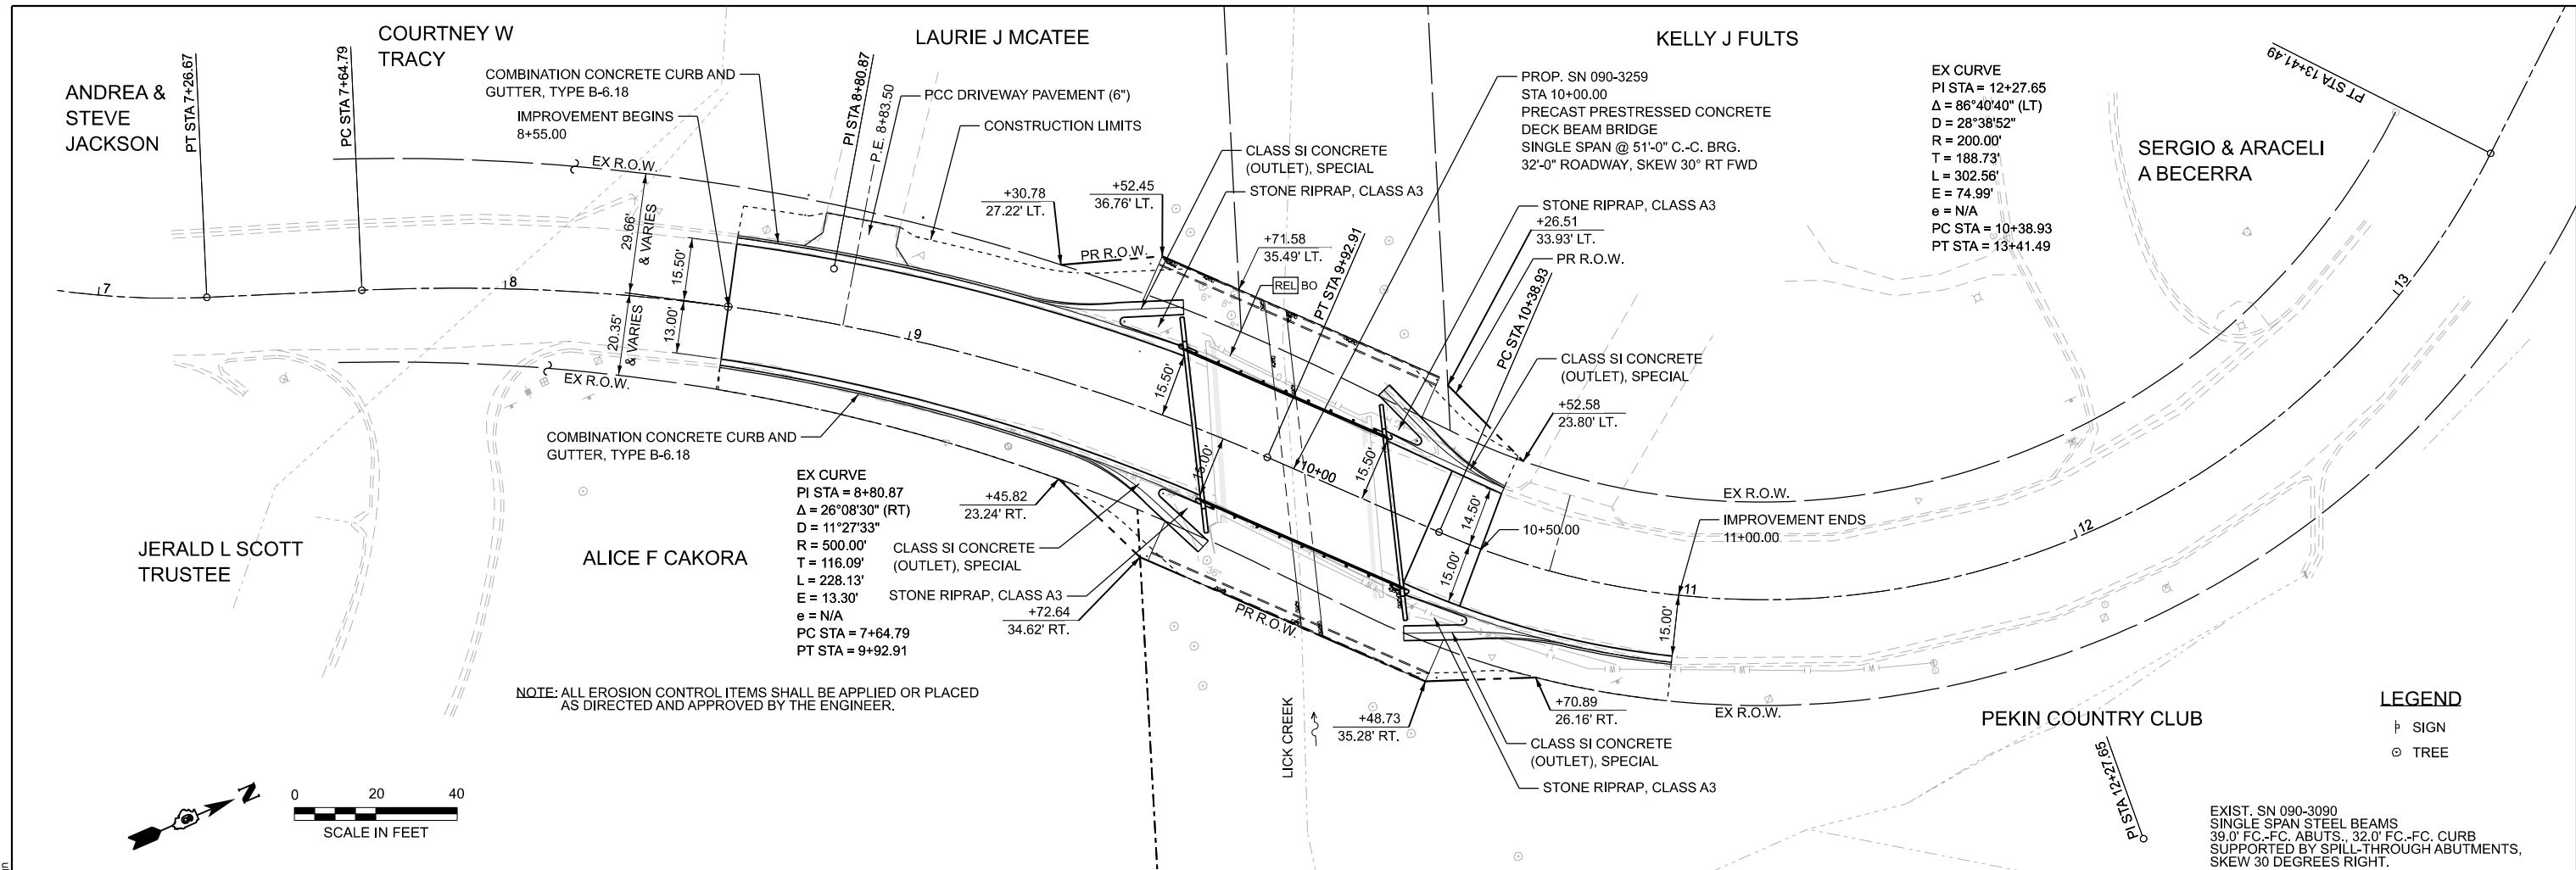 ANDREA &
STEVE
JACKSON
PT STA 7+26.67
PC STA 7+64.79
COURTNEY W
TRACY
COMBINATION CONCRETE CURB AND
GUTTER, TYPE B-6.18
IMPROVEMENT BEGINS
8+55.00
LAURIE J MCATEE
PI STA 8+80.87
P.E. 8+83.50
PCC DRIVEWAY PAVEMENT (6")
CONSTRUCTION LIMITS
CLASS SI CONCRETE
(OUTLET), SPECIAL
STONE RIPRAP, CLASS A3
+30.78
27.22' LT.
+52.45
36.76' LT.
PR R.O.W.
+71.58
35.49' LT.
REL BO
6"
8"
PT STA 9+92.91
KELLY J FULTS
PROP. SN 090-3259
STA 10+00.00
PRECAST PRESTRESSED CONCRETE
DECK BEAM BRIDGE
SINGLE SPAN @ 51'-0" C.-C. BRG.
32'-0" ROADWAY, SKEW 30° RT FWD
STONE RIPRAP, CLASS A3
+26.51
33.93' LT.
PR R.O.W.
PC STA 10+38.93
CLASS SI CONCRETE
(OUTLET), SPECIAL
+52.58
23.80' LT.
EX CURVE
PI STA = 12+27.65
Δ = 86°40'40" (LT)
D = 28°38'52"
R = 200.00'
T = 188.73'
L = 302.56'
E = 74.99'
e = N/A
PC STA = 10+38.93
PT STA = 13+41.49
PT STA 13+41.49
SERGIO & ARACELI
A BECERRA
EX R.O.W.
29.66'
& VARIES
15.50'
7
8
9
10+00
11
12
13
20.35'
& VARIES
13.00'
EX R.O.W.
15.50'
15.00'
15.50'
14.50'
15.00'
10+50.00
EX R.O.W.
IMPROVEMENT ENDS
11+00.00
15.00'
EX R.O.W.
COMBINATION CONCRETE CURB AND
GUTTER, TYPE B-6.18
JERALD L SCOTT
TRUSTEE
ALICE F CAKORA
EX CURVE
PI STA = 8+80.87
Δ = 26°08'30" (RT)
D = 11°27'33"
R = 500.00'
T = 116.09'
L = 228.13'
E = 13.30'
e = N/A
PC STA = 7+64.79
PT STA = 9+92.91
+45.82
23.24' RT.
CLASS SI CONCRETE
(OUTLET), SPECIAL
STONE RIPRAP, CLASS A3
+72.64
34.62' RT.
36"
PR R.O.W.
LICK CREEK
+48.73
35.28' RT.
+70.89
26.16' RT.
CLASS SI CONCRETE
(OUTLET), SPECIAL
STONE RIPRAP, CLASS A3
NOTE: ALL EROSION CONTROL ITEMS SHALL BE APPLIED OR PLACED
AS DIRECTED AND APPROVED BY THE ENGINEER.
PEKIN COUNTRY CLUB
PI STA 12+27.65
LEGEND
SIGN
TREE
N
0 20 40
SCALE IN FEET
EXIST. SN 090-3090
SINGLE SPAN STEEL BEAMS
39.0' FC.-FC. ABUTS., 32.0' FC.-FC. CURB
SUPPORTED BY SPILL-THROUGH ABUTMENTS,
SKEW 30 DEGREES RIGHT.